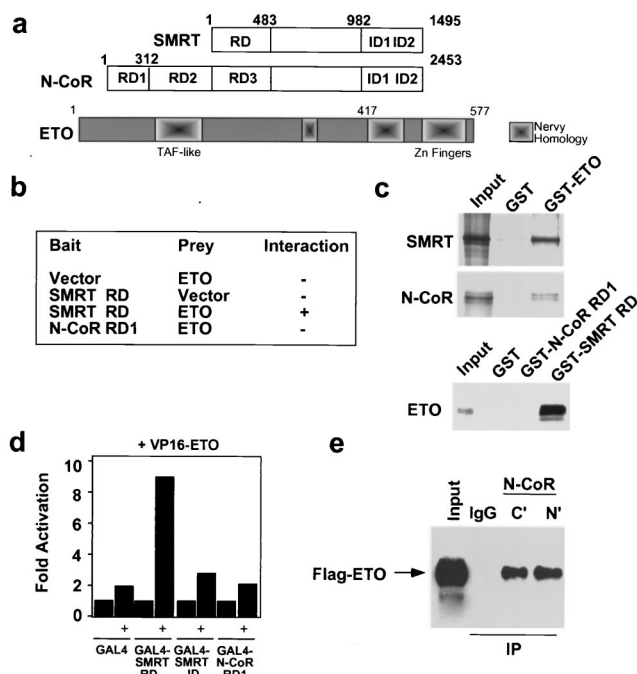 a
1 483 982 1495
SMRT RD ID1 ID2
1 312 2453
N-CoR RD1 RD2 RD3 ID1 ID2
1 417 577
ETO
TAF-like Zn Fingers
Nervy
Homology
b
Bait Prey Interaction
Vector ETO -
SMRT RD Vector -
SMRT RD ETO +
N-CoR RD1 ETO -
c
Input GST GST-ETO
SMRT
N-CoR
Input GST GST-N-CoR RD1 GST-SMRT RD
ETO
d
+ VP16-ETO
Fold Activation
10
8
6
4
2
0
+ + + +
GAL4 GAL4- GAL4- GAL4-
SMRT SMRT N-CoR
RD ID RD1
e
N-CoR
Input IgG C' N'
Flag-ETO
IP